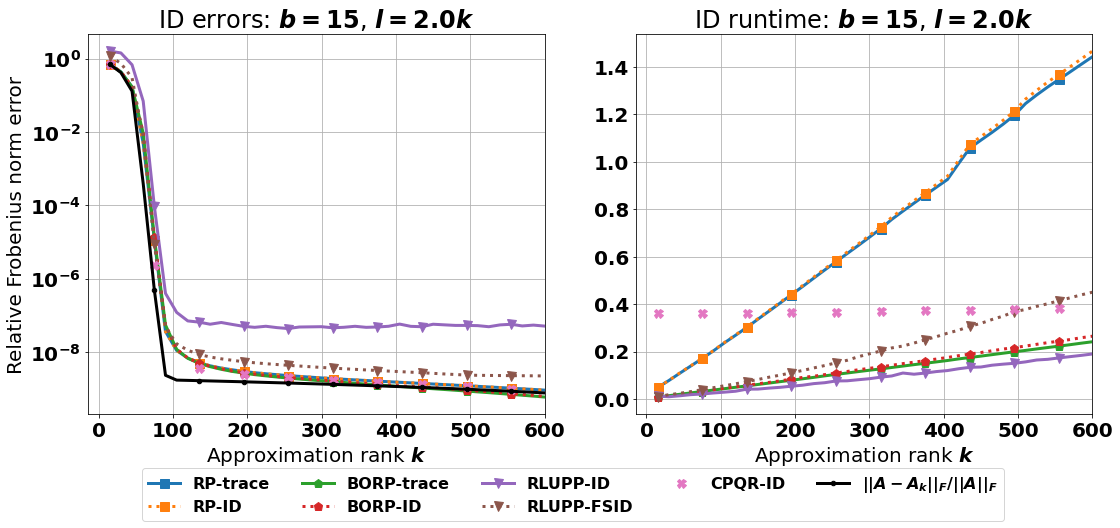 ID errors: b = 15, l = 2.0k
Relative Frobenius norm error
10^0
10^-2
10^-4
10^-6
10^-8
0 100 200 300 400 500 600
Approximation rank k
ID runtime: b = 15, l = 2.0k
1.4
1.2
1.0
0.8
0.6
0.4
0.2
0.0
0 100 200 300 400 500 600
Approximation rank k
RP-trace BORP-trace RLUPP-ID CPQR-ID ||A − A_k||_F/||A||_F
RP-ID BORP-ID RLUPP-FSID